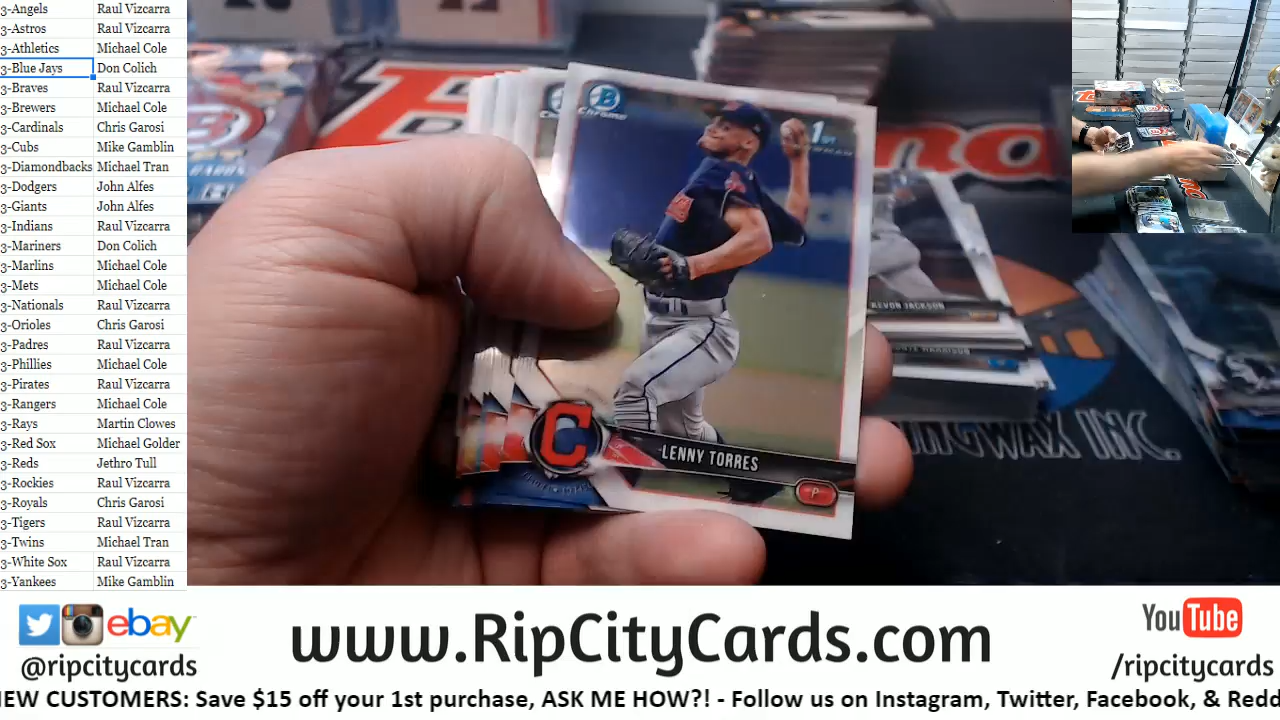 3-Angels Raul Vizcarra
3-Astros Raul Vizcarra
3-Athletics Michael Cole
3-Blue Jays Don Colich
3-Braves Raul Vizcarra
3-Brewers Michael Cole
3-Cardinals Chris Garosi
3-Cubs Mike Gamblin
3-Diamondbacks Michael Tran
3-Dodgers John Alfes
3-Giants John Alfes
3-Indians Raul Vizcarra
3-Mariners Don Colich
3-Marlins Michael Cole
3-Mets Michael Cole
3-Nationals Raul Vizcarra
3-Orioles Chris Garosi
3-Padres Raul Vizcarra
3-Phillies Michael Cole
3-Pirates Raul Vizcarra
3-Rangers Michael Cole
3-Rays Martin Clowes
3-Red Sox Michael Golder
3-Reds Jethro Tull
3-Rockies Raul Vizcarra
3-Royals Chris Garosi
3-Tigers Raul Vizcarra
3-Twins Michael Tran
3-White Sox Raul Vizcarra
3-Yankees Mike Gamblin
B
Chrome
1ST
BOWMAN
C
LENNY TORRES
P
KEVON JACKSON
INGWAX INC.
ebay
@ripcitycards
www.RipCityCards.com
YouTube
/ripcitycards
NEW CUSTOMERS: Save $15 off your 1st purchase, ASK ME HOW?! - Follow us on Instagram, Twitter, Facebook, & Redd